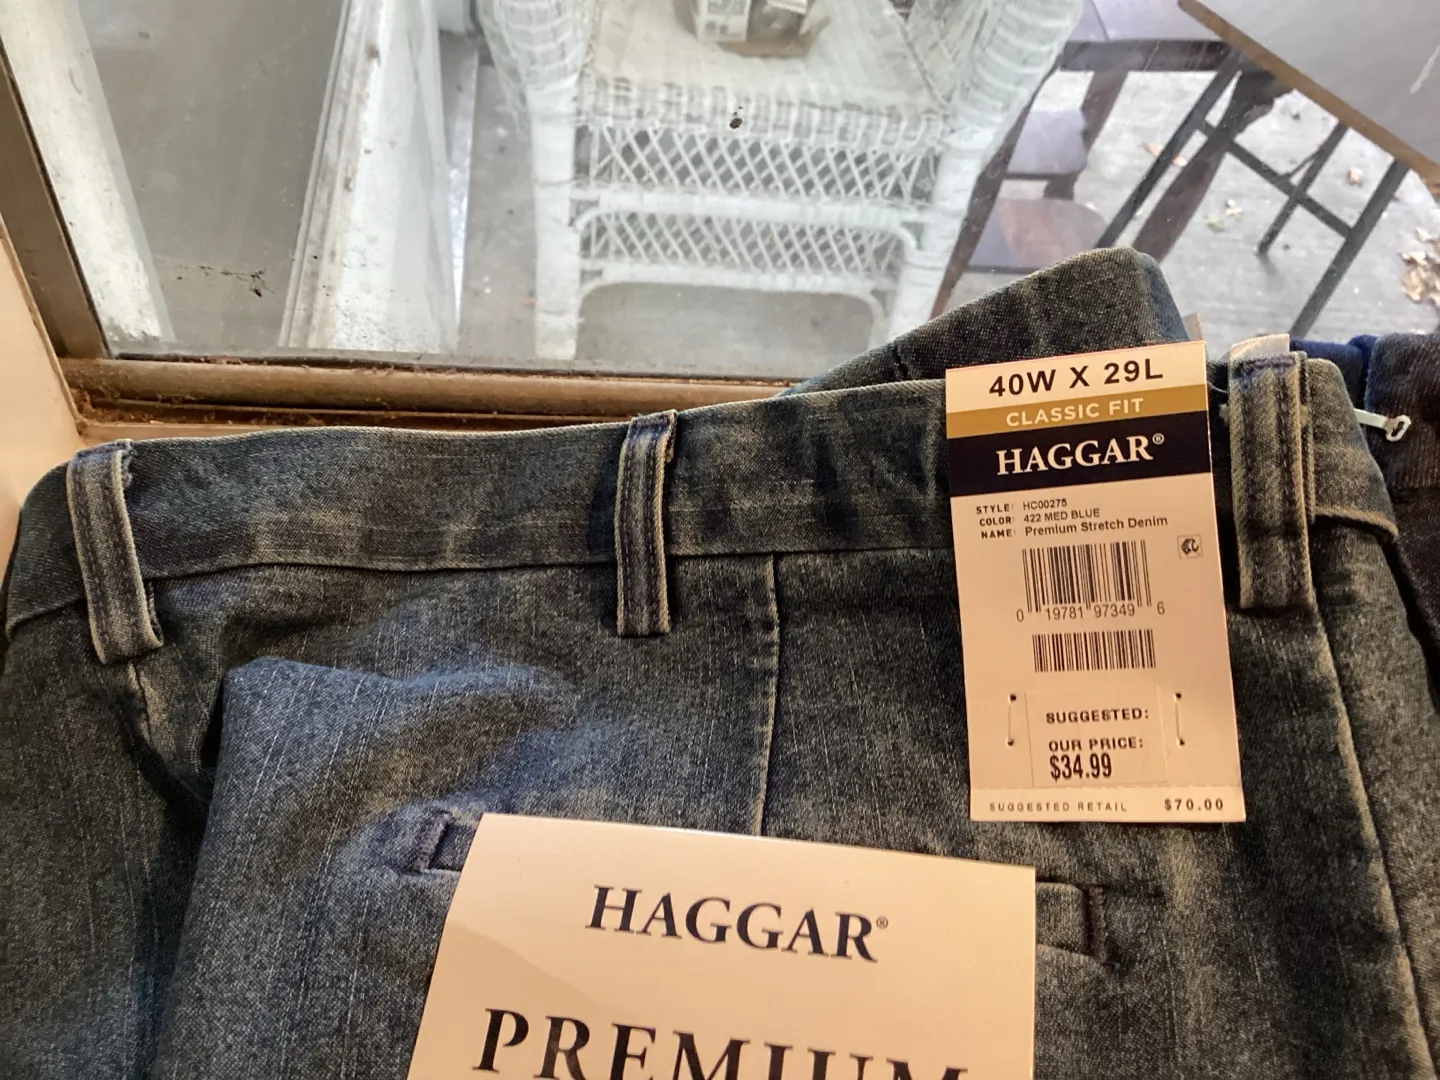 40W X 29L
CLASSIC FIT
HAGGAR®
STYLE: HC00275
COLOR: 422 MED BLUE
NAME: Premium Stretch Denim
0 19781 97349 6
SUGGESTED:
OUR PRICE:
$34.99
SUGGESTED RETAIL $70.00
HAGGAR®
PREMIUM